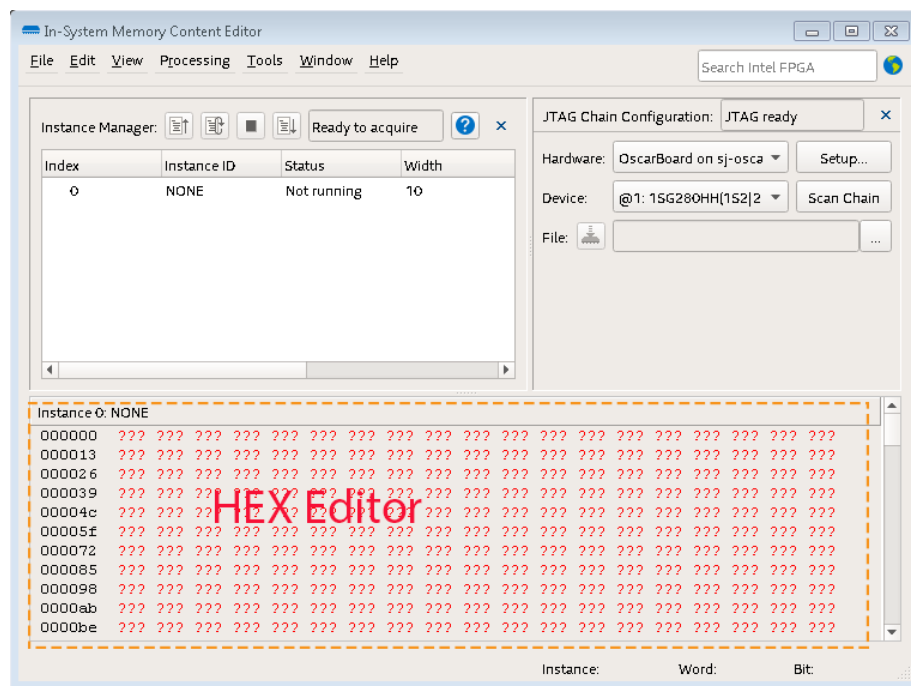 In-System Memory Content Editor
File Edit View Processing Tools Window Help
Search Intel FPGA
Instance Manager: Ready to acquire
Index Instance ID Status Width
0 NONE Not running 10
JTAG Chain Configuration: JTAG ready
Hardware: OscarBoard on sj-osca Setup...
Device: @1: 1SG280HH(1S2|2 Scan Chain
File: ...
Instance 0: NONE
000000 ??? ??? ??? ??? ??? ??? ??? ??? ??? ??? ??? ??? ??? ??? ??? ??? ??? ??? ???
000013 ??? ??? ??? ??? ??? ??? ??? ??? ??? ??? ??? ??? ??? ??? ??? ??? ??? ??? ???
000026 ??? ??? ??? ??? ??? ??? ??? ??? ??? ??? ??? ??? ??? ??? ??? ??? ??? ??? ???
000039 ??? ??? ??? ??? ??? ??? ??? ??? ??? ??? ??? ??? ??? ??? ??? ??? ??? ??? ???
HEX Editor
00004c ??? ??? ??? ??? ??? ??? ??? ??? ??? ??? ??? ??? ??? ??? ??? ??? ??? ??? ???
00005f ??? ??? ??? ??? ??? ??? ??? ??? ??? ??? ??? ??? ??? ??? ??? ??? ??? ??? ???
000072 ??? ??? ??? ??? ??? ??? ??? ??? ??? ??? ??? ??? ??? ??? ??? ??? ??? ??? ???
000085 ??? ??? ??? ??? ??? ??? ??? ??? ??? ??? ??? ??? ??? ??? ??? ??? ??? ??? ???
000098 ??? ??? ??? ??? ??? ??? ??? ??? ??? ??? ??? ??? ??? ??? ??? ??? ??? ??? ???
0000ab ??? ??? ??? ??? ??? ??? ??? ??? ??? ??? ??? ??? ??? ??? ??? ??? ??? ??? ???
0000be ??? ??? ??? ??? ??? ??? ??? ??? ??? ??? ??? ??? ??? ??? ??? ??? ??? ??? ???
Instance: Word: Bit: